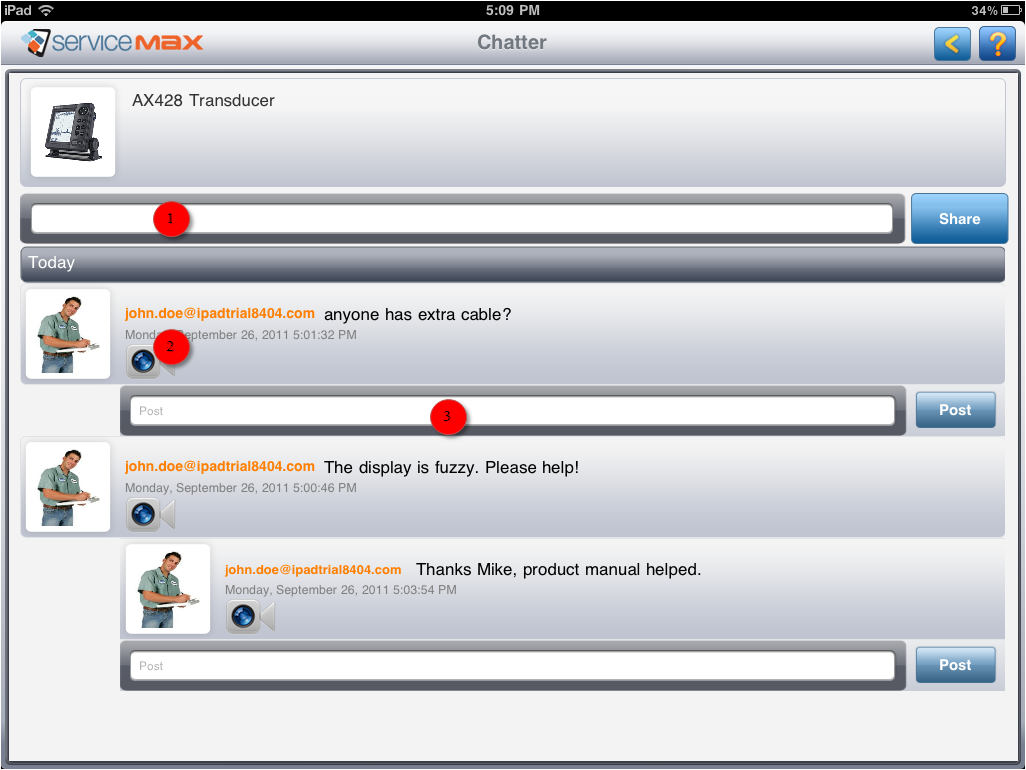 iPad 5:09 PM 34%
servicemax Chatter < ?
AX428 Transducer
1 Share
Today
john.doe@ipadtrial8404.com anyone has extra cable?
Monday, September 26, 2011 5:01:32 PM
2
Post 3 Post
john.doe@ipadtrial8404.com The display is fuzzy. Please help!
Monday, September 26, 2011 5:00:46 PM
john.doe@ipadtrial8404.com Thanks Mike, product manual helped.
Monday, September 26, 2011 5:03:54 PM
Post Post